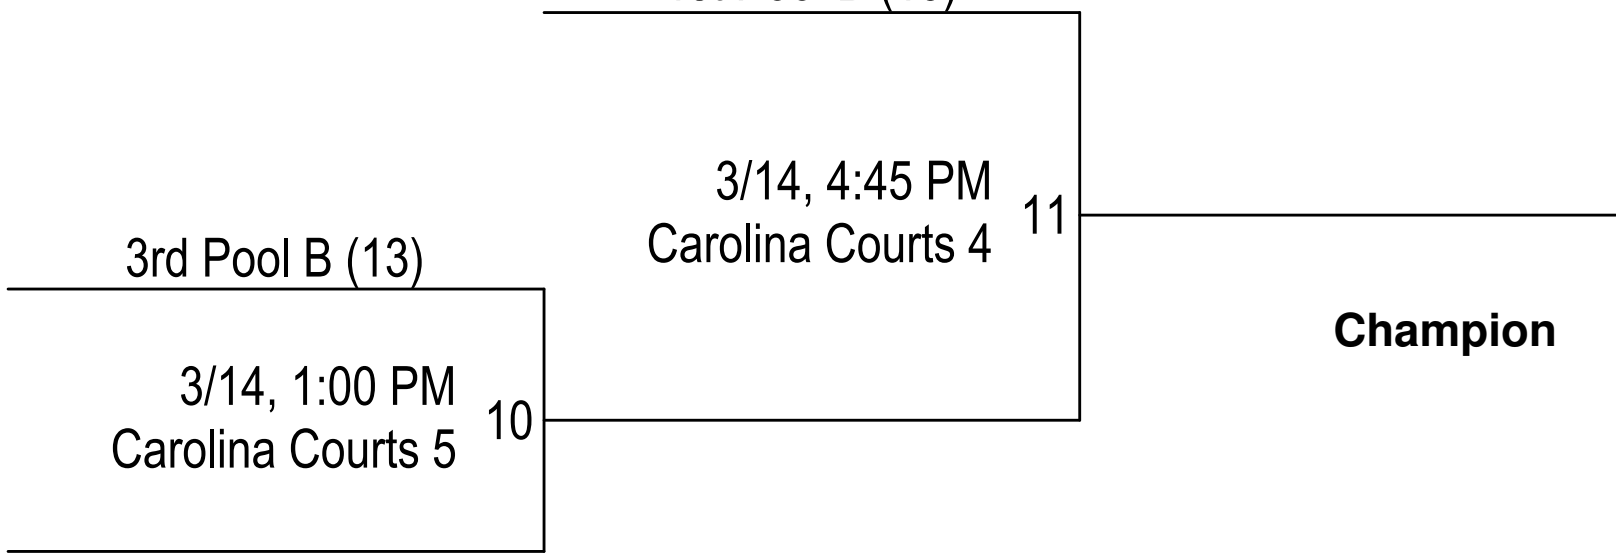 3/14, 4:45 PM
Carolina Courts 4
11
3rd Pool B (13)
Champion
3/14, 1:00 PM
Carolina Courts 5
10